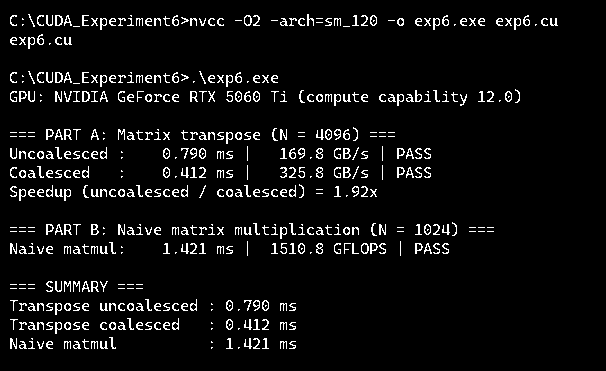 C:\CUDA_Experiment6>nvcc -O2 -arch=sm_120 -o exp6.exe exp6.cu
exp6.cu
C:\CUDA_Experiment6>.\exp6.exe
GPU: NVIDIA GeForce RTX 5060 Ti (compute capability 12.0)
=== PART A: Matrix transpose (N = 4096) ===
Uncoalesced :    0.790 ms |   169.8 GB/s | PASS
Coalesced   :    0.412 ms |   325.8 GB/s | PASS
Speedup (uncoalesced / coalesced) = 1.92x
=== PART B: Naive matrix multiplication (N = 1024) ===
Naive matmul:    1.421 ms |  1510.8 GFLOPS | PASS
=== SUMMARY ===
Transpose uncoalesced : 0.790 ms
Transpose coalesced   : 0.412 ms
Naive matmul          : 1.421 ms